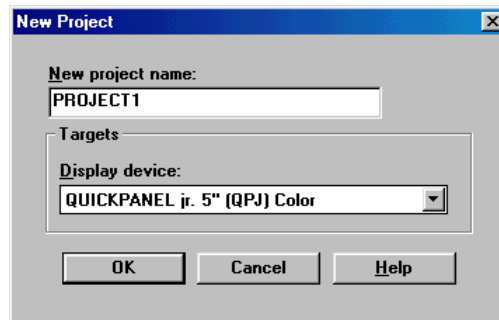 New Project
New project name:
PROJECT1
Targets
Display device:
QUICKPANEL jr. 5" (QPJ) Color
OK Cancel Help